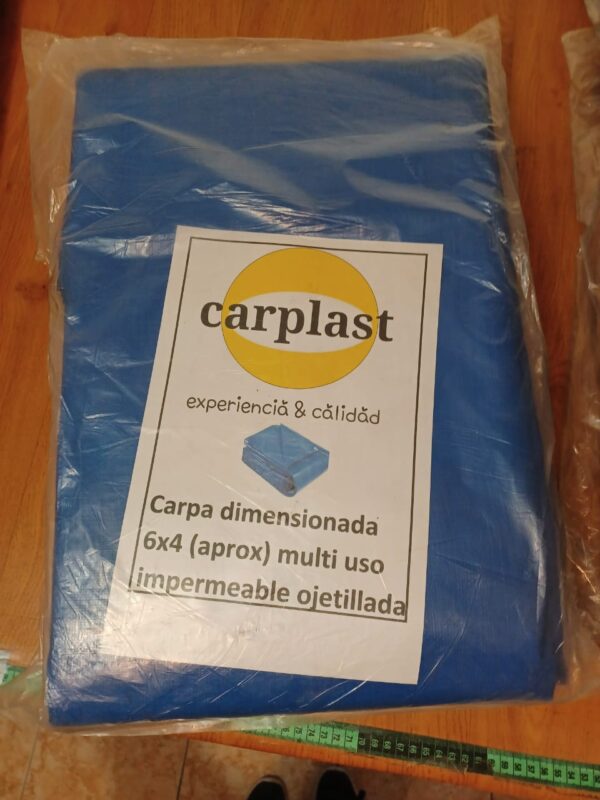 carplast
experienciă & călidăd
Carpa dimensionada
6x4 (aprox) multi uso
impermeable ojetillada